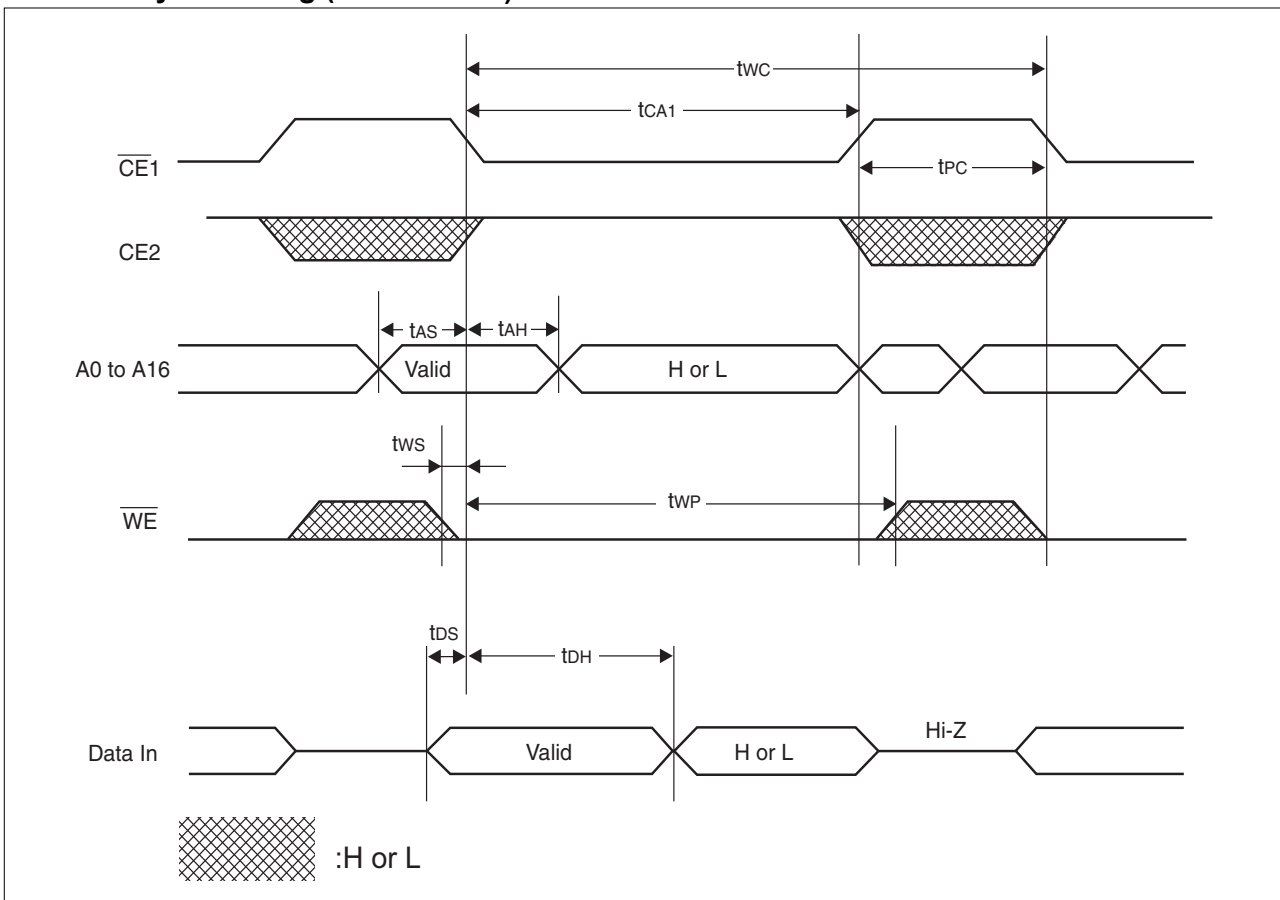 tWC
tCA1
CE1
tPC
CE2
tAS
tAH
A0 to A16
Valid
H or L
tWS
tWP
WE
tDS
tDH
Hi-Z
Data In
Valid
H or L
:H or L